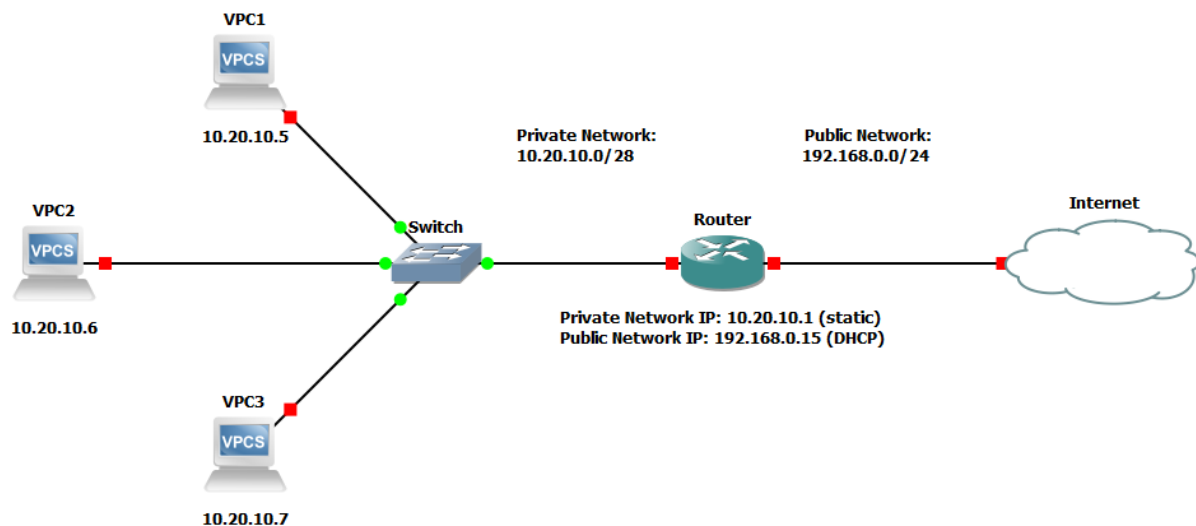 VPC1
VPCS
10.20.10.5
Private Network:
10.20.10.0/28
Public Network:
192.168.0.0/24
VPC2
VPCS
10.20.10.6
Switch
Router
Internet
Private Network IP: 10.20.10.1 (static)
Public Network IP: 192.168.0.15 (DHCP)
VPC3
VPCS
10.20.10.7